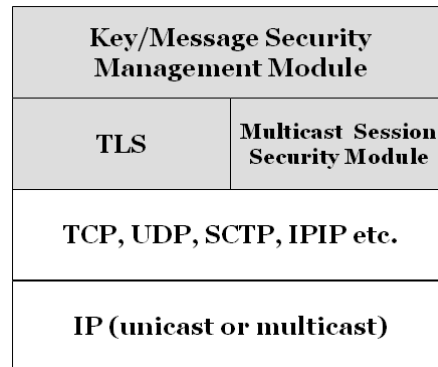 Key/Message Security
Management Module
TLS
Multicast Session
Security Module
TCP, UDP, SCTP, IPIP etc.
IP (unicast or multicast)